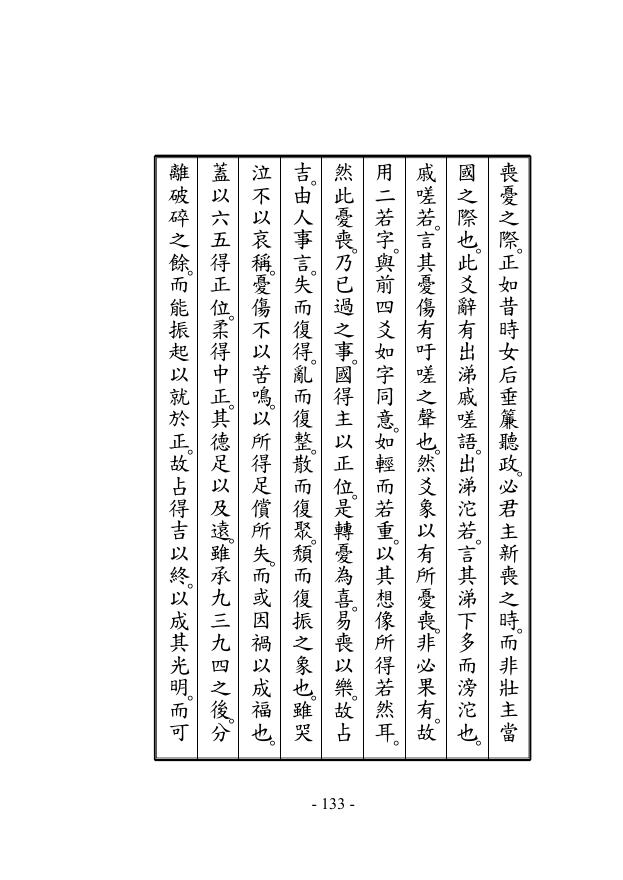 喪憂之際。正如昔時女后垂簾聽政。必君主新喪之時。而非壯主當
國之際也。此爻辭有出涕戚嗟語。出涕沱若。言其涕下多而滂沱也。
戚嗟若。言其憂傷有吁嗟之聲也。然爻象以有所憂喪。非必果有。故
用二若字。與前四爻如字同意。如輕而若重。以其想像所得若然耳。
然此憂喪。乃已過之事。國得主以正位。是轉憂為喜。易喪以樂。故占
吉。由人事言。失而復得。亂而復整。散而復聚。頹而復振之象也。雖哭
泣不以哀稱。憂傷不以苦鳴。以所得足償所失。而或因禍以成福也。
蓋以六五得正位。柔得中正。其德足以及遠。雖承九三九四之後。分
離破碎之餘。而能振起以就於正。故占得吉以終。以成其光明。而可
- 133 -